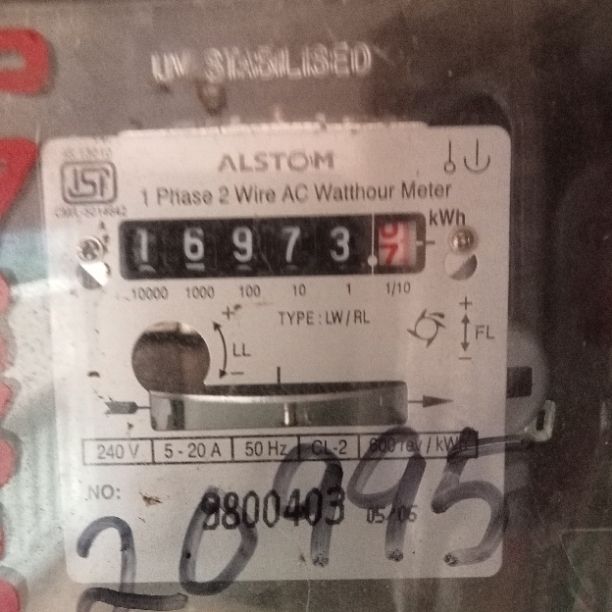 UV STABILISED
ALSTOM
1 Phase 2 Wire AC Watthour Meter
kWh
1 6 9 7 3
10000 1000 100 10 1 1/10
TYPE : LW / RL
+
LL
−
+
FL
−
240 V 5 - 20 A 50 Hz CL-2 600 rev / kWh
NO: 9800403 05/06
20995